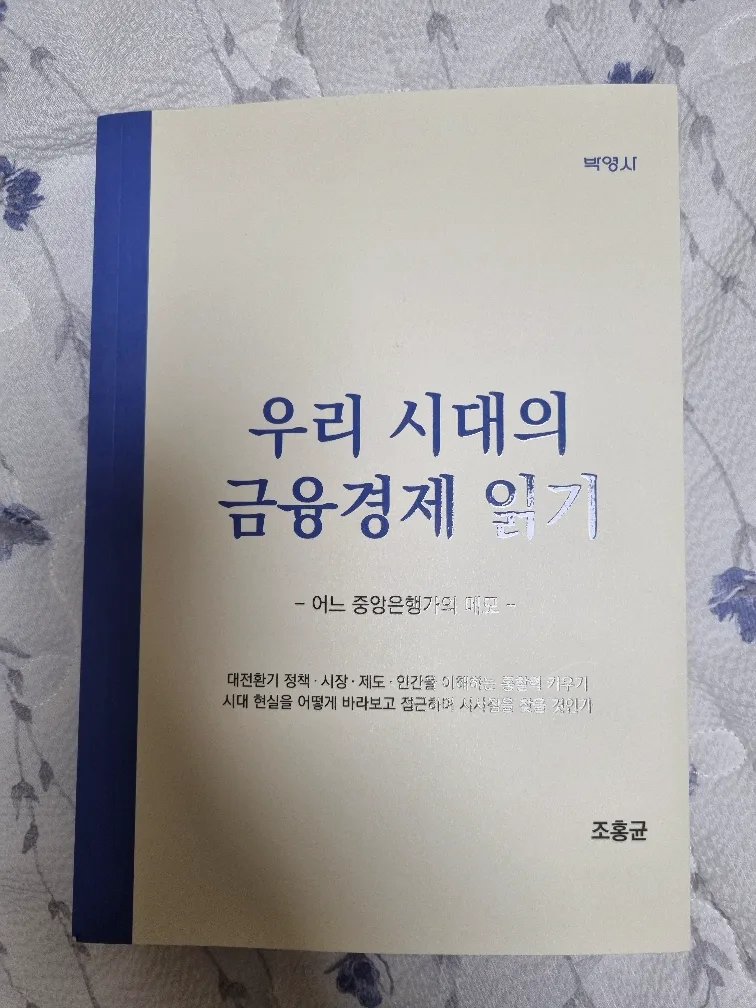 박영사
우리 시대의
금융경제 읽기
- 어느 중앙은행가의 메모 -
대전환기 정책 · 시장 · 제도 · 인간을 이해하는 통찰력 키우기
시대 현실을 어떻게 바라보고 접근하며 시사점을 찾을 것인가
조홍균